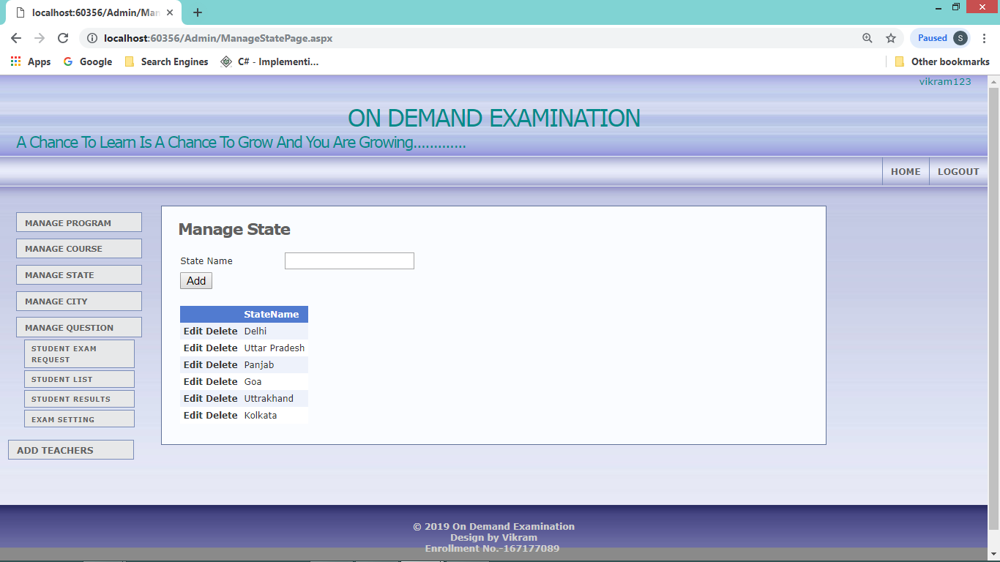 localhost:60356/Admin/Man
localhost:60356/Admin/ManageStatePage.aspx
Paused S
Apps Google Search Engines C# - Implementi... Other bookmarks
vikram123
ON DEMAND EXAMINATION
A Chance To Learn Is A Chance To Grow And You Are Growing.............
HOME LOGOUT
MANAGE PROGRAM
MANAGE COURSE
MANAGE STATE
MANAGE CITY
MANAGE QUESTION
STUDENT EXAM
REQUEST
STUDENT LIST
STUDENT RESULTS
EXAM SETTING
ADD TEACHERS
Manage State
State Name
Add
StateName
Edit Delete Delhi
Edit Delete Uttar Pradesh
Edit Delete Panjab
Edit Delete Goa
Edit Delete Uttrakhand
Edit Delete Kolkata
© 2019 On Demand Examination
Design by Vikram
Enrollment No.-167177089